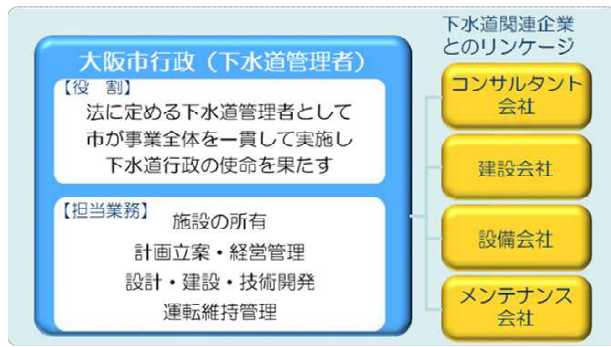 大阪市行政（下水道管理者）
【役　割】
法に定める下水道管理者として
市が事業全体を一貫して実施し
下水道行政の使命を果たす
【担当業務】
施設の所有
計画立案・経営管理
設計・建設・技術開発
運転維持管理
下水道関連企業
とのリンケージ
コンサルタント
会社
建設会社
設備会社
メンテナンス
会社